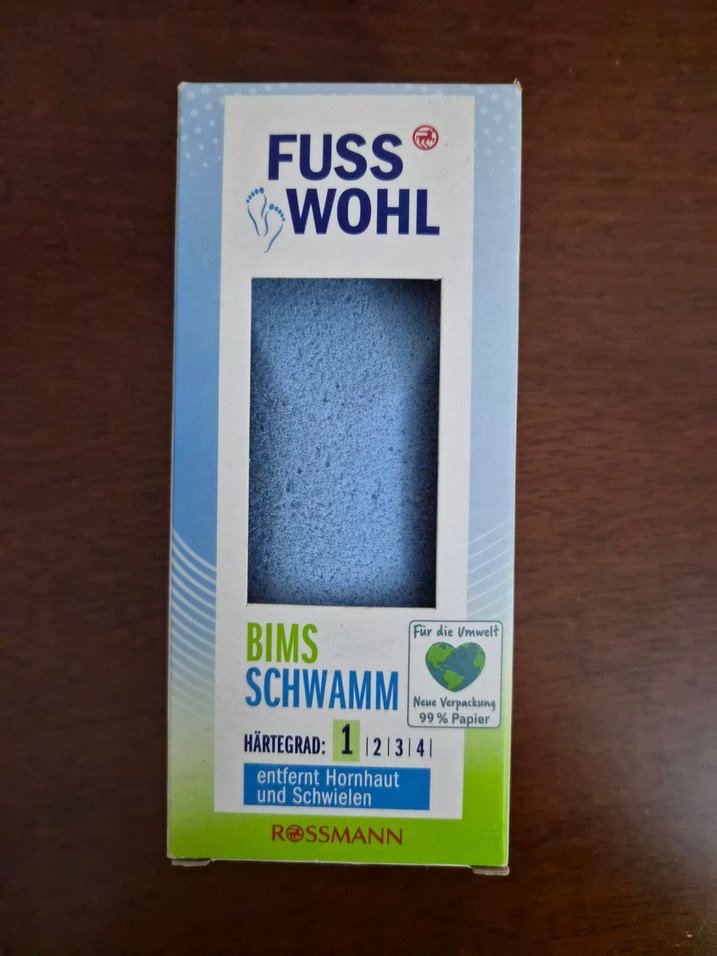 FUSS
WOHL
BIMS
SCHWAMM
HÄRTEGRAD: 1 |2|3|4|
entfernt Hornhaut
und Schwielen
Für die Umwelt
Neue Verpackung
99 % Papier
ROSSMANN